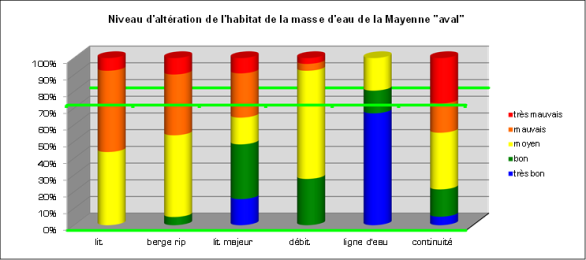 Niveau d'altération de l'habitat de la masse d'eau de la Mayenne "aval"
100%
90%
80%
70%
60%
50%
40%
30%
20%
10%
0%
lit
berge rip
lit majeur
débit
ligne d'eau
continuité
très mauvais
mauvais
moyen
bon
très bon